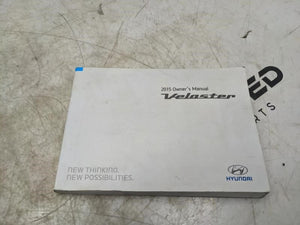 2015 Owner's Manual
Veloster
NEW THINKING.
NEW POSSIBILITIES.
HYUNDAI